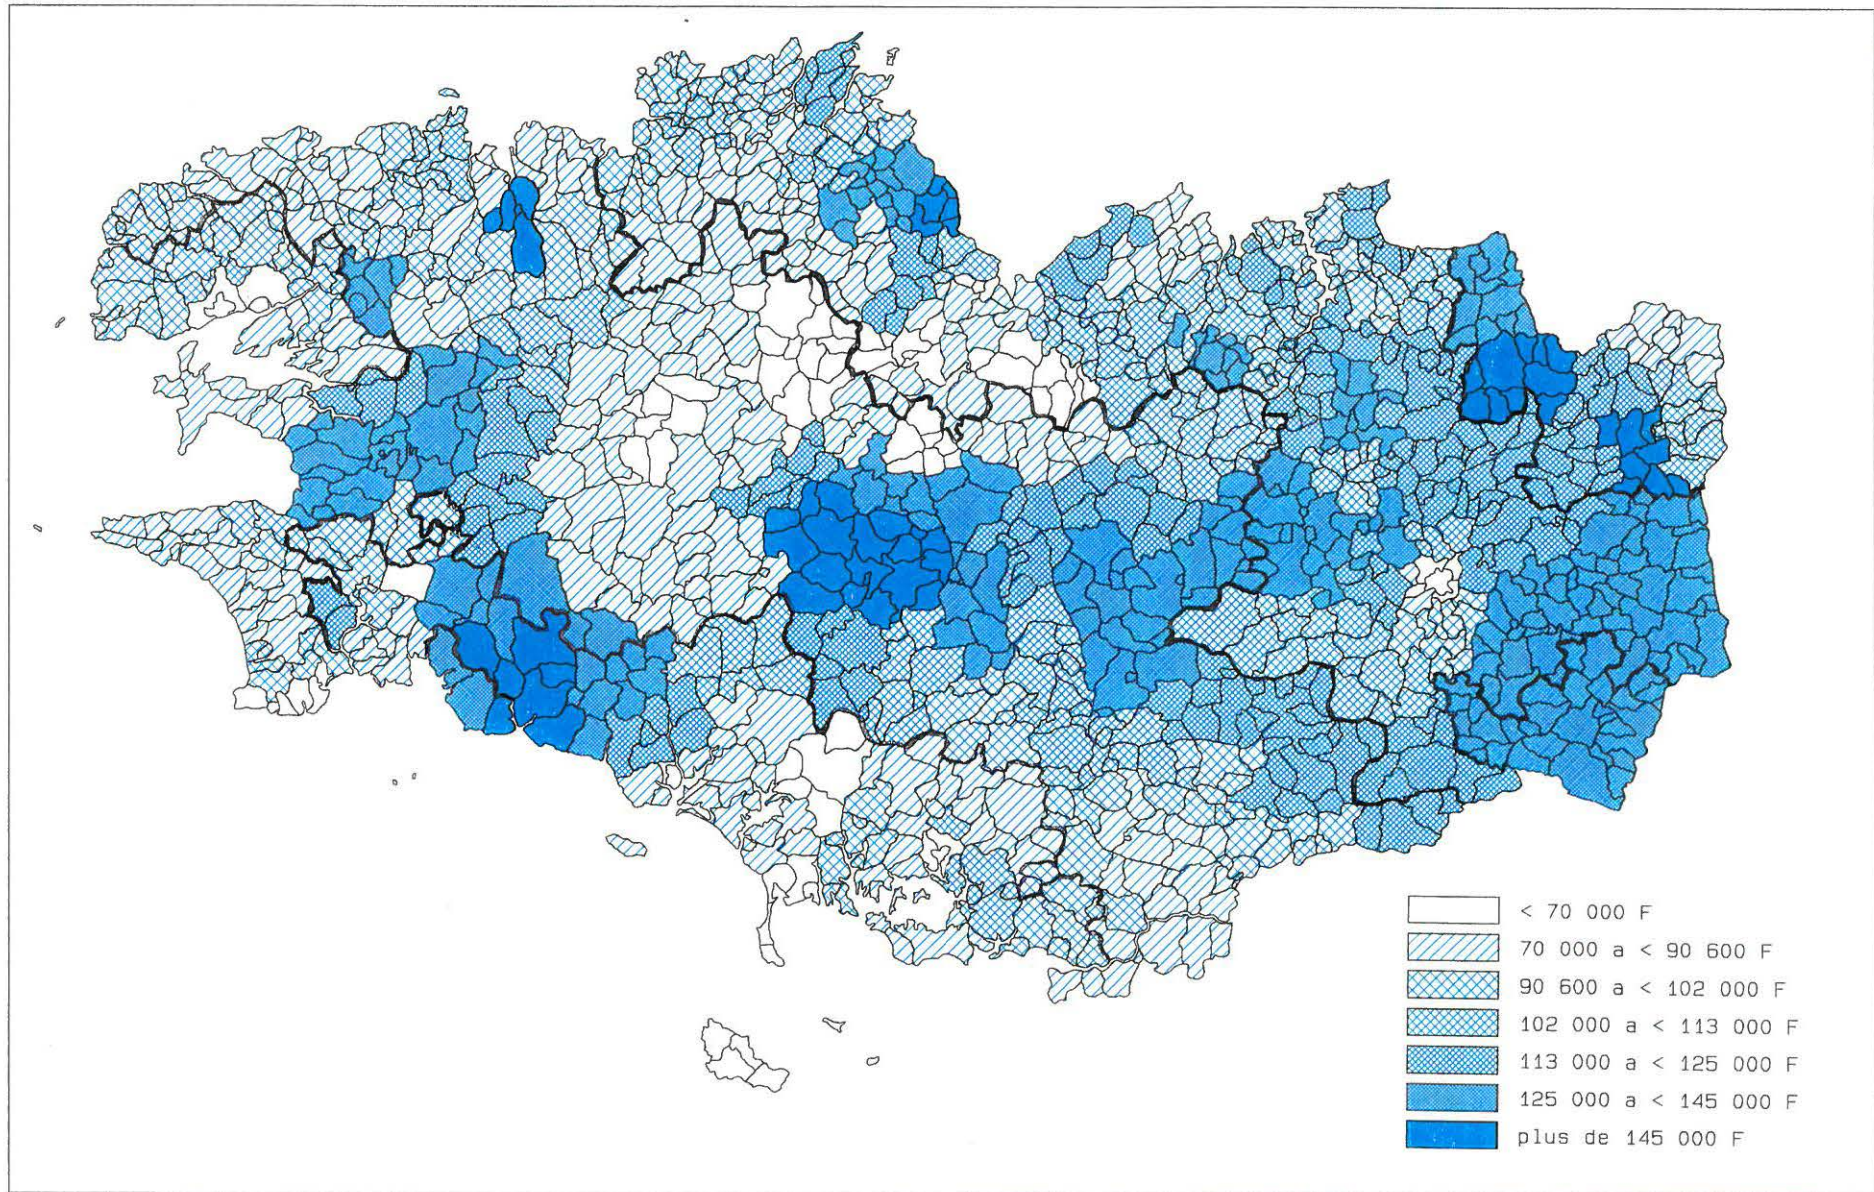 < 70 000 F
70 000 a < 90 600 F
90 600 a < 102 000 F
102 000 a < 113 000 F
113 000 a < 125 000 F
125 000 a < 145 000 F
plus de 145 000 F